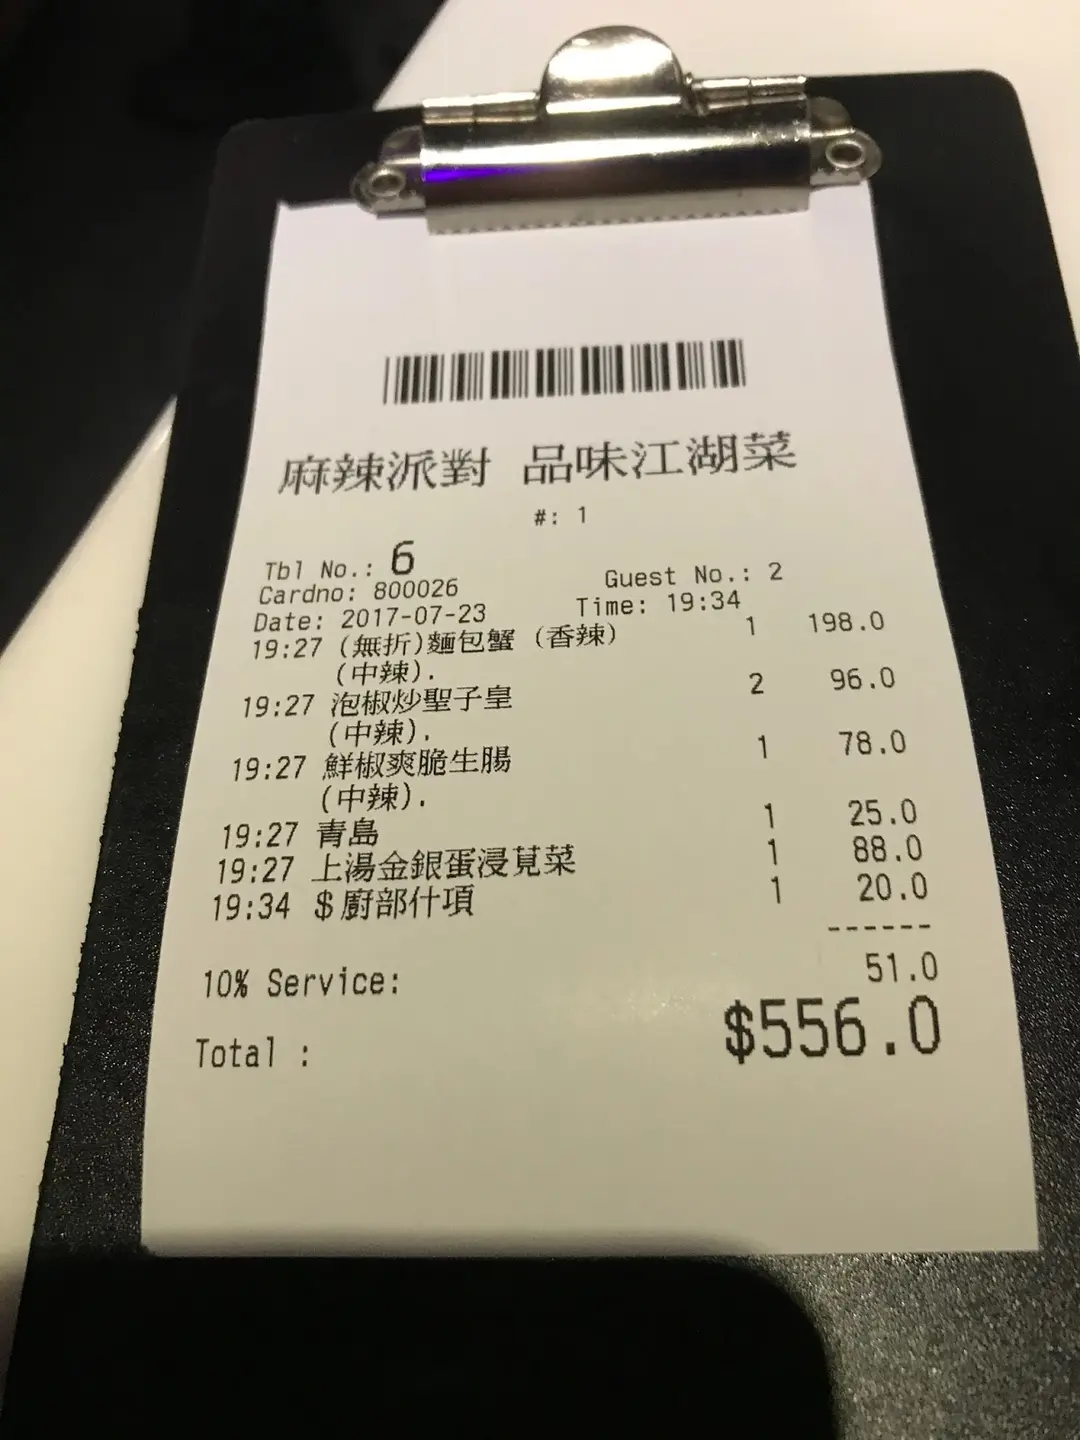 麻辣派對 品味江湖菜
#: 1
Tbl No.: 6
Cardno: 800026 Guest No.: 2
Date: 2017-07-23 Time: 19:34
19:27 (無折)麵包蟹 (香辣) 1 198.0
(中辣).
19:27 泡椒炒聖子皇 2 96.0
(中辣).
19:27 鮮椒爽脆生腸 1 78.0
(中辣).
19:27 青島 1 25.0
19:27 上湯金銀蛋浸莧菜 1 88.0
19:34 $廚部什項 1 20.0
------
10% Service: 51.0
Total : $556.0